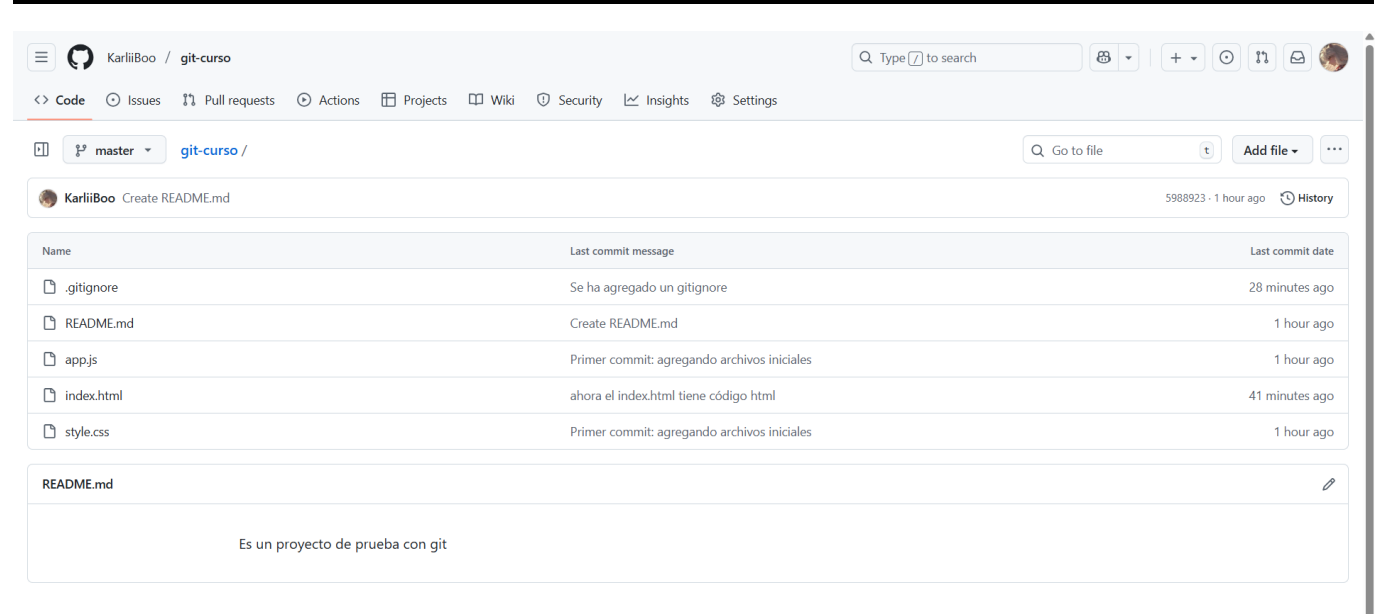 KarliiBoo / git-curso
Type / to search
Code Issues Pull requests Actions Projects Wiki Security Insights Settings
master git-curso / Go to file t Add file
KarliiBoo Create README.md 5988923 · 1 hour ago History
Name Last commit message Last commit date
.gitignore Se ha agregado un gitignore 28 minutes ago
README.md Create README.md 1 hour ago
app.js Primer commit: agregando archivos iniciales 1 hour ago
index.html ahora el index.html tiene código html 41 minutes ago
style.css Primer commit: agregando archivos iniciales 1 hour ago
README.md
Es un proyecto de prueba con git